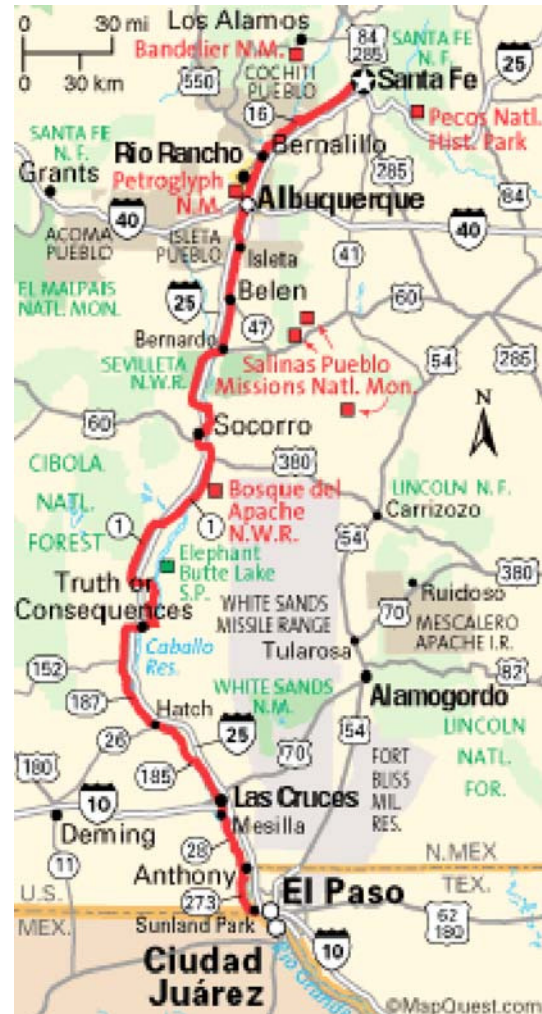 0 30 mi
0 30 km
Los Alamos
Bandelier N.M.
84
285
SANTA FE
N. F.
25
550
COCHITI
PUEBLO
Santa Fe
16
Pecos Natl.
Hist. Park
SANTA FE
N. F.
Rio Rancho
Bernalillo
Grants
Petroglyph
N.M.
Albuquerque
285
84
40
40
ACOMA
PUEBLO
ISLETA
PUEBLO
Isleta
41
EL MALPAIS
NATL. MON.
25
Belen
47
60
Bernardo
54
285
SEVILLETA
N.W.R.
Salinas Pueblo
Missions Natl. Mon.
N
60
Socorro
380
CIBOLA
NATL.
FOREST
1
1
Bosque del
Apache
N.W.R.
LINCOLN N. F.
Carrizozo
54
380
Elephant
Butte Lake
S.P.
Truth or
Consequences
WHITE SANDS
MISSILE RANGE
Ruidoso
70
MESCALERO
APACHE I.R.
Caballo
Res.
Tularosa
152
82
187
WHITE SANDS
N.M.
Alamogordo
Hatch
26
25
54
LINCOLN
NATL.
FOR.
180
185
70
FORT
BLISS
MIL.
RES.
10
Las Cruces
Mesilla
Deming
28
11
Anthony
N.MEX
TEX.
U.S.
MEX.
273
El Paso
62
180
Sunland Park
10
Ciudad
Juárez
Rio Grande
©MapQuest.com